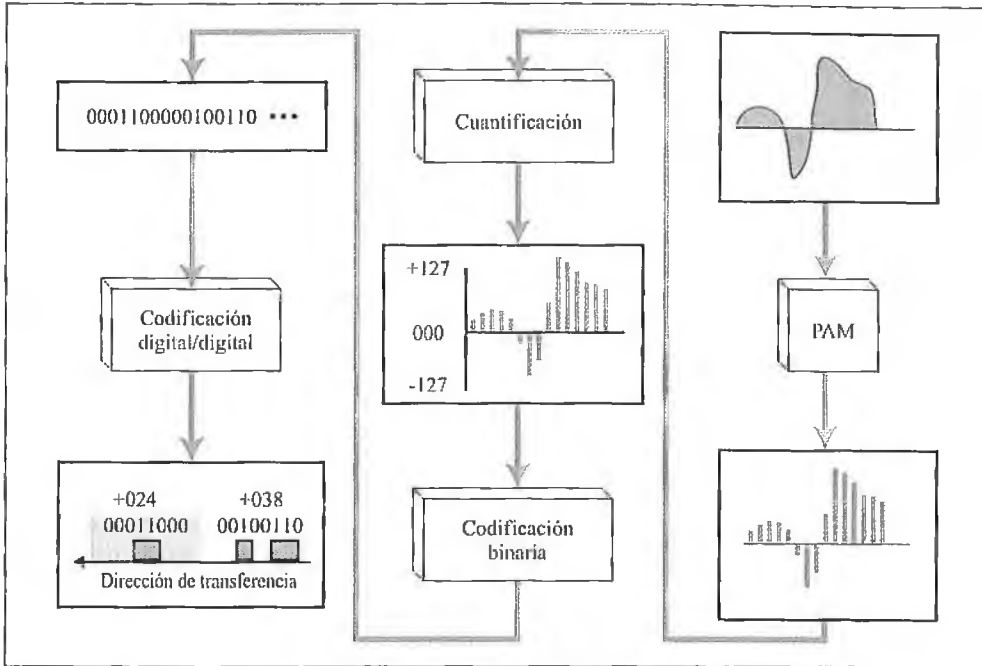 0001100000100110 •••
Codificación
digital/digital
+024 +038
00011000 00100110
Dirección de transferencia
Cuantificación
+127
000
-127
Codificación
binaria
PAM